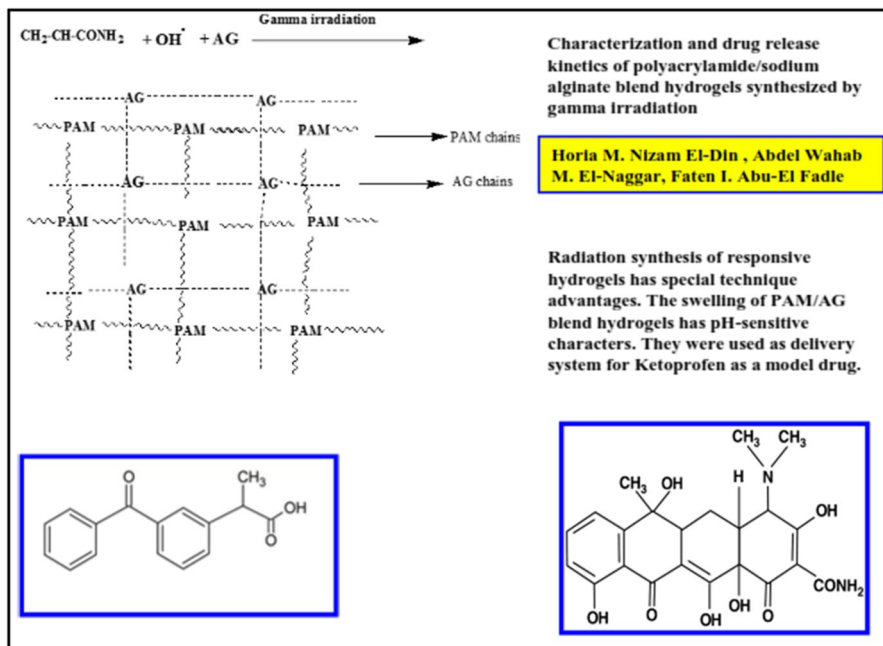 Gamma irradiation
CH₂-CH-CONH₂ + OH• + AG
AG AG
PAM PAM PAM
PAM chains
AG AG
AG chains
PAM PAM PAM
AG AG
PAM PAM PAM
Characterization and drug release
kinetics of polyacrylamide/sodium
alginate blend hydrogels synthesized by
gamma irradiation
Horia M. Nizam El-Din , Abdel Wahab
M. El-Naggar, Faten I. Abu-El Fadle
Radiation synthesis of responsive
hydrogels has special technique
advantages. The swelling of PAM/AG
blend hydrogels has pH-sensitive
characters. They were used as delivery
system for Ketoprofen as a model drug.
O CH₃
OH
O
CH₃ CH₃
H N
CH₃ OH
OH
CONH₂
OH O OH OH O